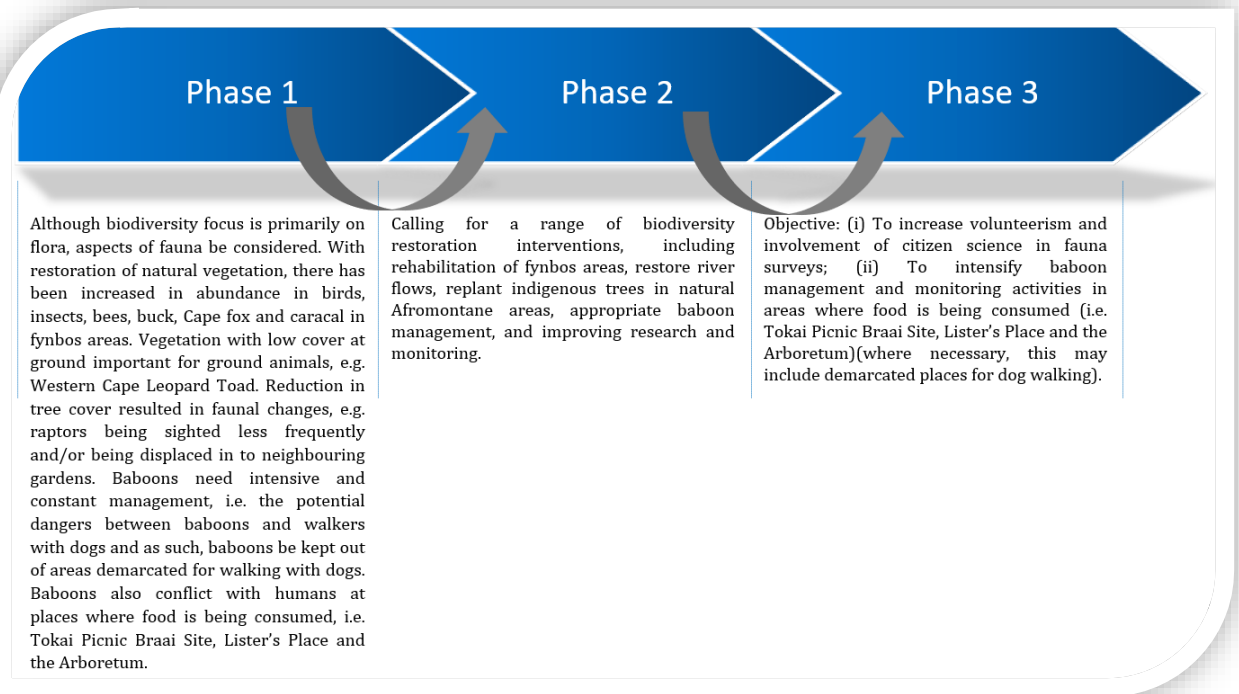 Phase 1
Phase 2
Phase 3
Although biodiversity focus is primarily on
flora, aspects of fauna be considered. With
restoration of natural vegetation, there has
been increased in abundance in birds,
insects, bees, buck, Cape fox and caracal in
fynbos areas. Vegetation with low cover at
ground important for ground animals, e.g.
Western Cape Leopard Toad. Reduction in
tree cover resulted in faunal changes, e.g.
raptors being sighted less frequently
and/or being displaced in to neighbouring
gardens. Baboons need intensive and
constant management, i.e. the potential
dangers between baboons and walkers
with dogs and as such, baboons be kept out
of areas demarcated for walking with dogs.
Baboons also conflict with humans at
places where food is being consumed, i.e.
Tokai Picnic Braai Site, Lister’s Place and
the Arboretum.
Calling for a range of biodiversity
restoration interventions, including
rehabilitation of fynbos areas, restore river
flows, replant indigenous trees in natural
Afromontane areas, appropriate baboon
management, and improving research and
monitoring.
Objective: (i) To increase volunteerism and
involvement of citizen science in fauna
surveys; (ii) To intensify baboon
management and monitoring activities in
areas where food is being consumed (i.e.
Tokai Picnic Braai Site, Lister’s Place and the
Arboretum)(where necessary, this may
include demarcated places for dog walking).